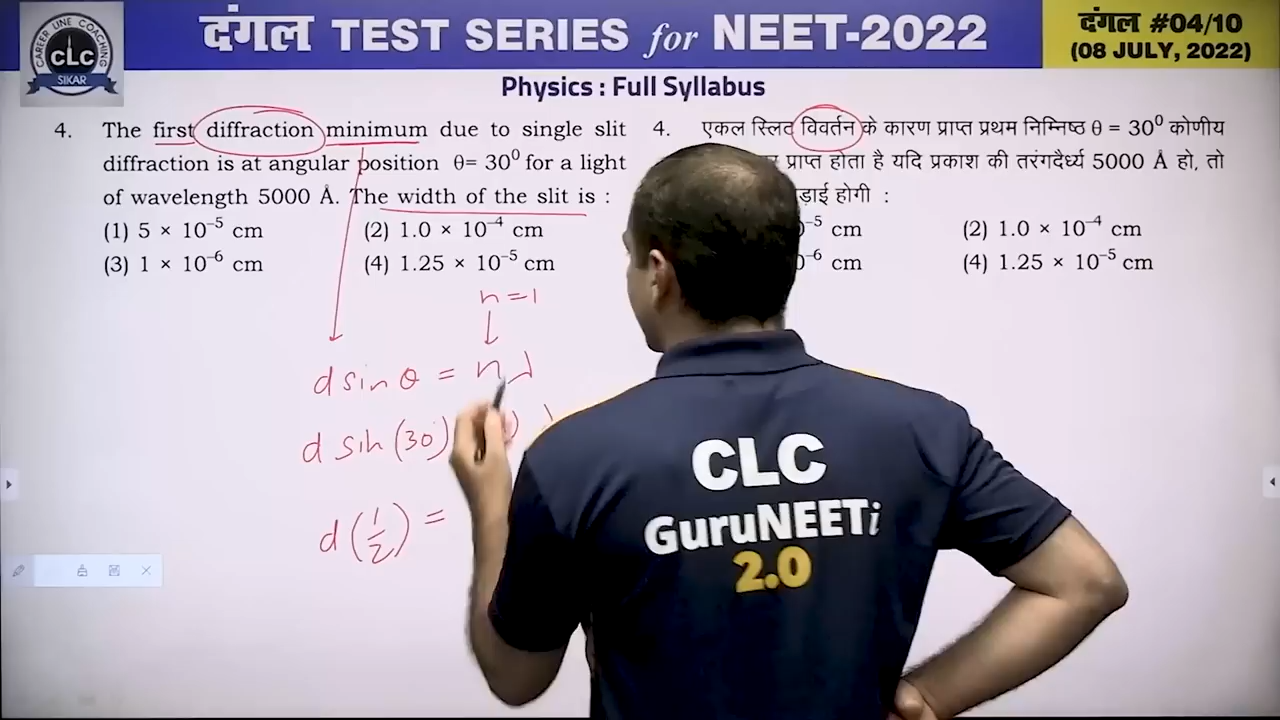 CAREER LINE COACHING
CLC
SIKAR
दंगल TEST SERIES for NEET-2022
दंगल #04/10
(08 JULY, 2022)
Physics : Full Syllabus
4. The first diffraction minimum due to single slit
diffraction is at angular position θ= 30⁰ for a light
of wavelength 5000 Å. The width of the slit is :
(1) 5 × 10⁻⁵ cm (2) 1.0 × 10⁻⁴ cm
(3) 1 × 10⁻⁶ cm (4) 1.25 × 10⁻⁵ cm
4. एकल स्लिट विवर्तन के कारण प्राप्त प्रथम निम्निष्ठ θ = 30⁰ कोणीय
प्राप्त होता है यदि प्रकाश की तरंगदैर्ध्य 5000 Å हो, तो
होगी :
⁻⁵ cm (2) 1.0 × 10⁻⁴ cm
⁻⁶ cm (4) 1.25 × 10⁻⁵ cm
n = 1
d sin θ = n λ
d sin (30°)
d (1/2) =
CLC
GuruNEETi
2.0